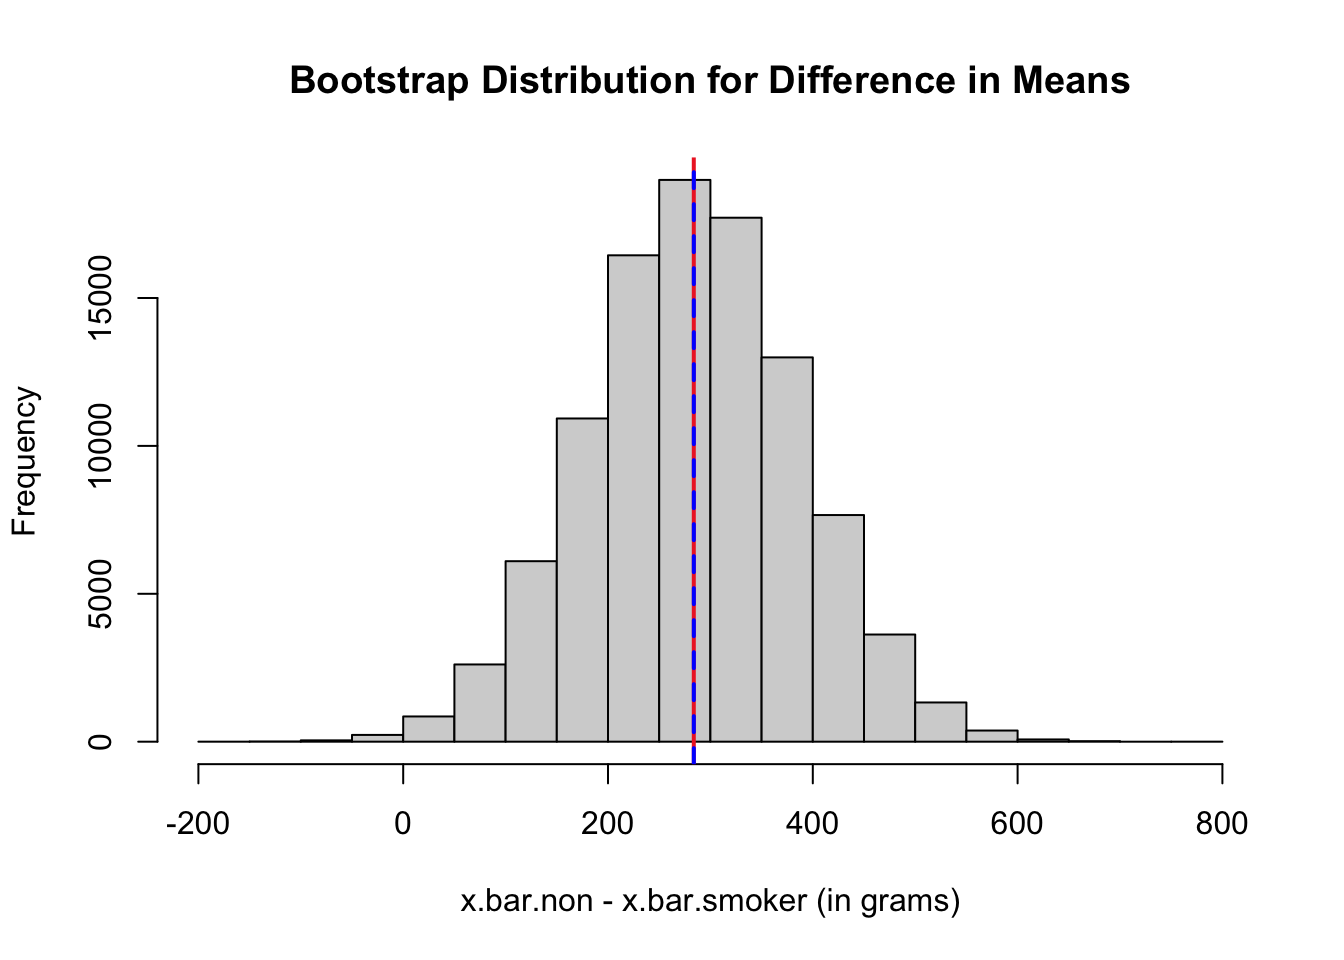 Bootstrap Distribution for Difference in Means
Frequency
15000
10000
5000
0
-200 0 200 400 600 800
x.bar.non - x.bar.smoker (in grams)